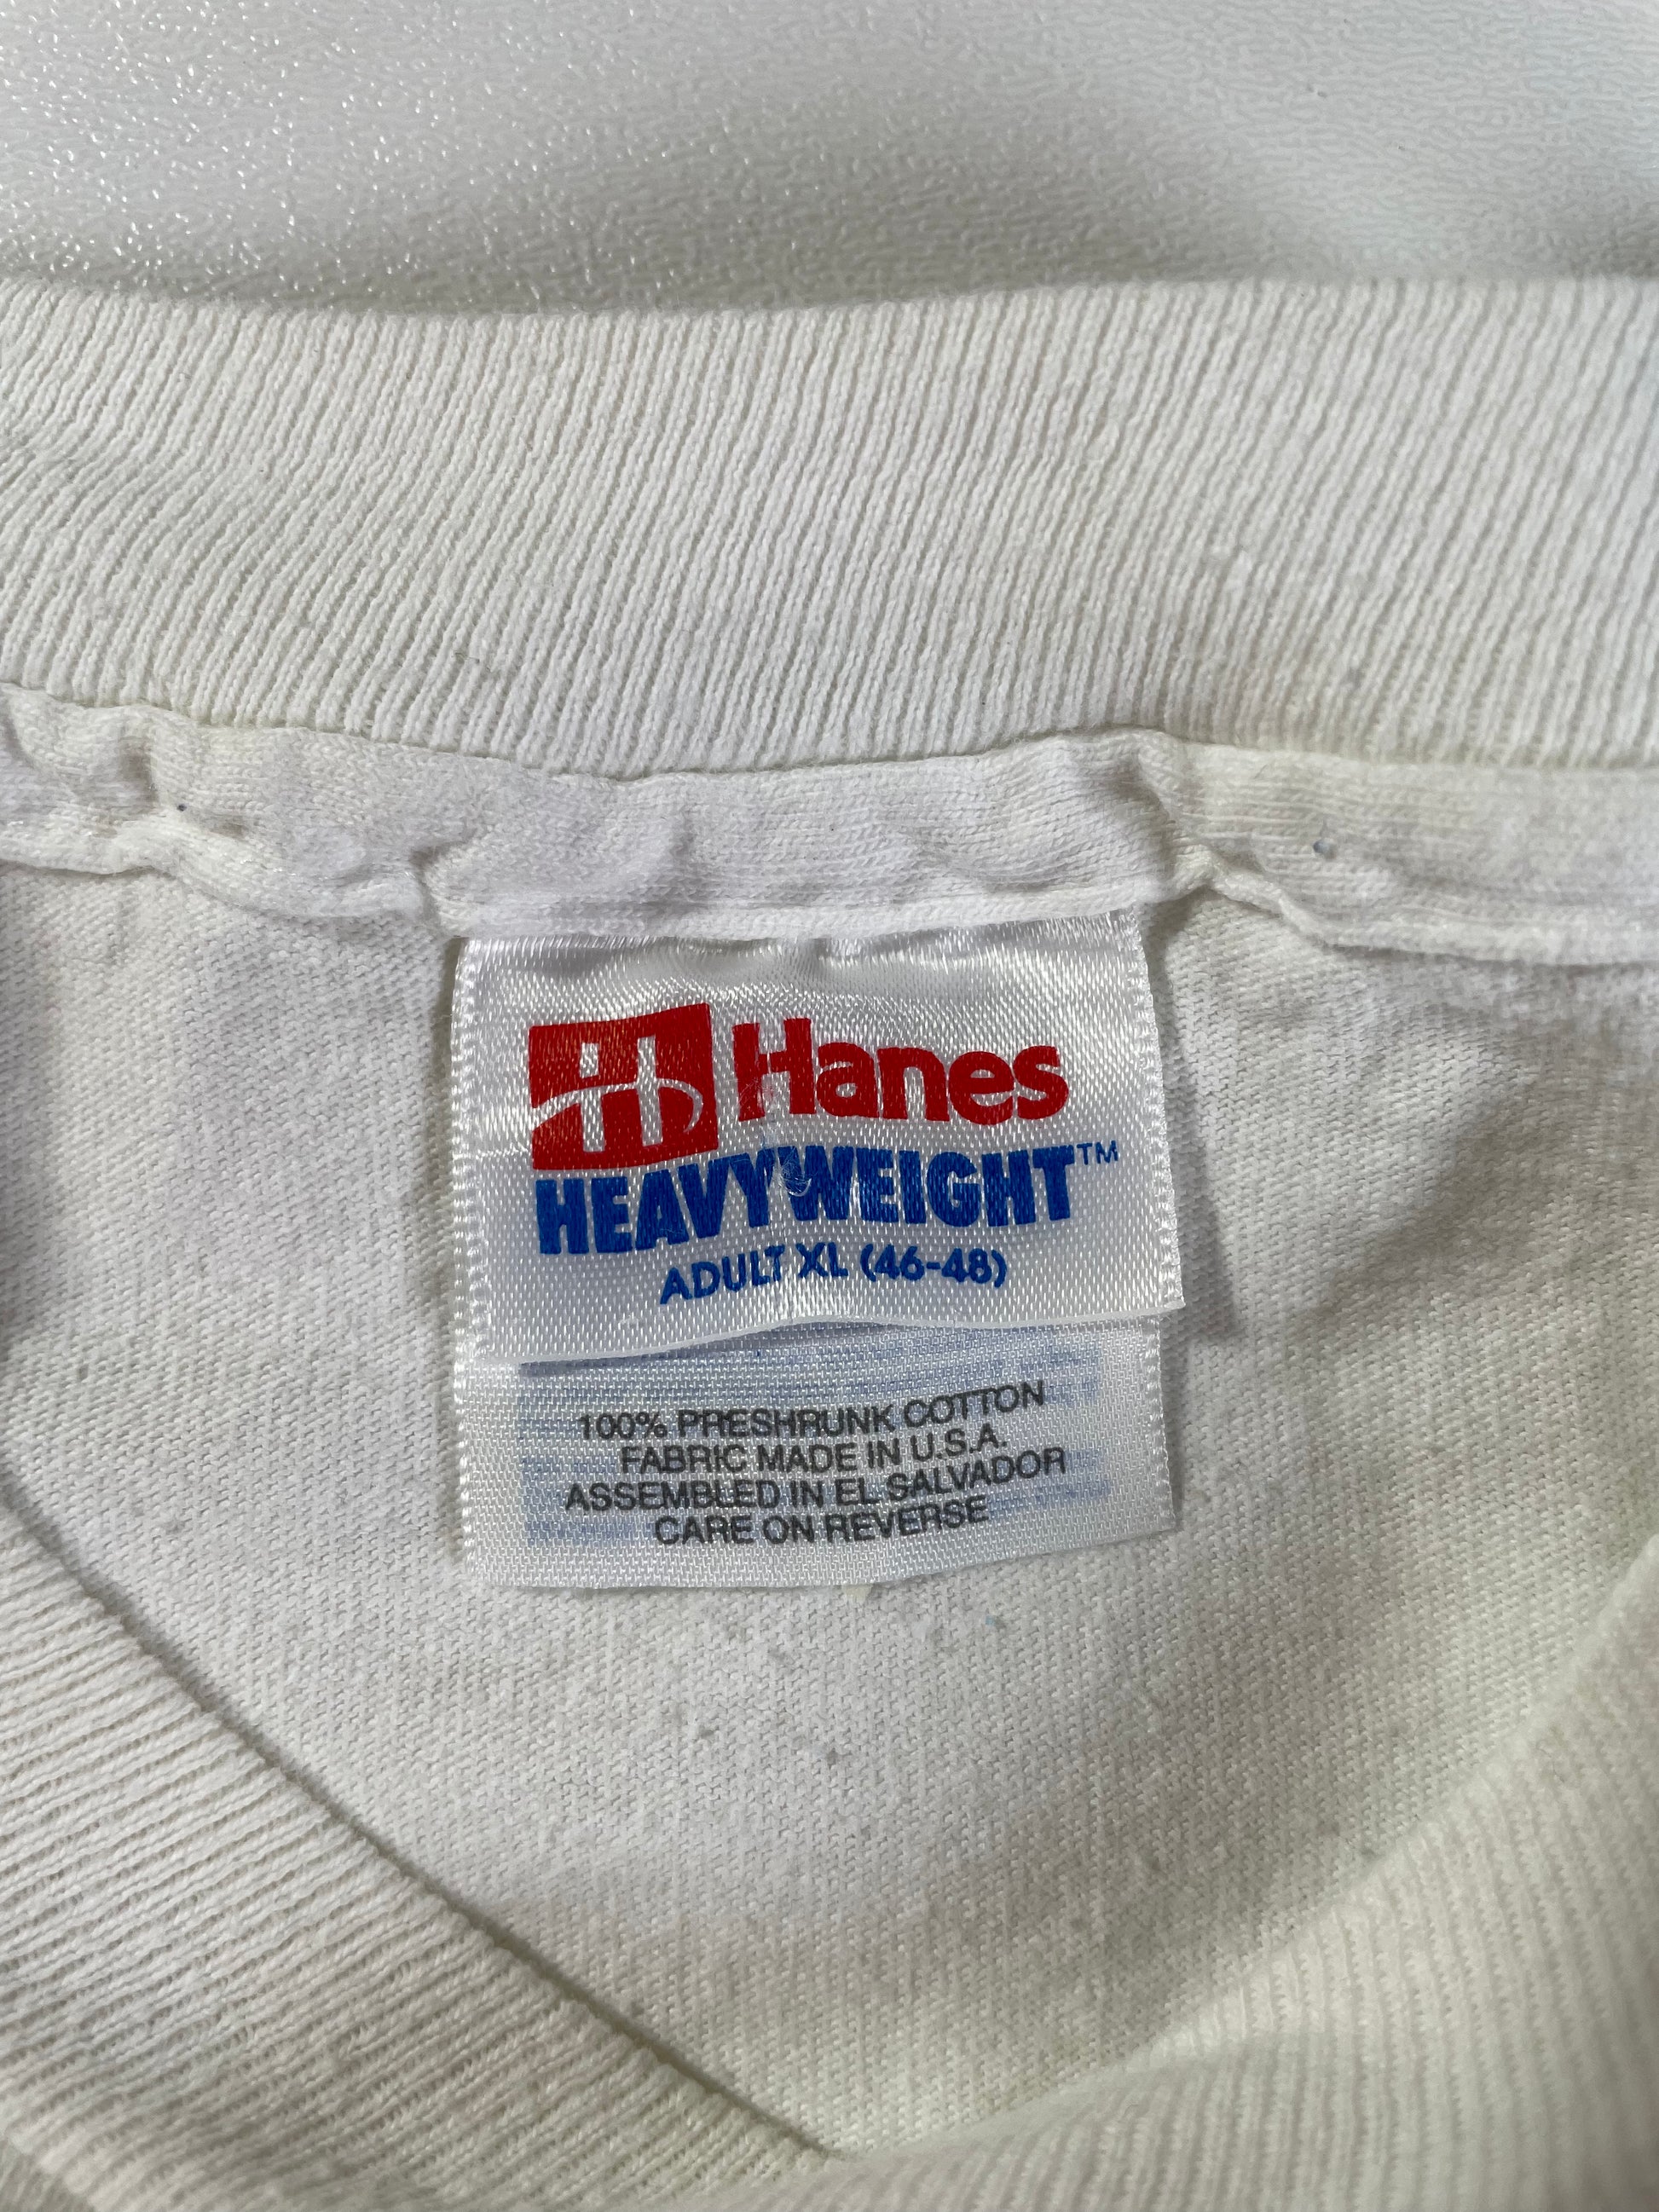 Hanes
HEAVYWEIGHT™
ADULT XL (46-48)
100% PRESHRUNK COTTON
FABRIC MADE IN U.S.A.
ASSEMBLED IN EL SALVADOR
CARE ON REVERSE